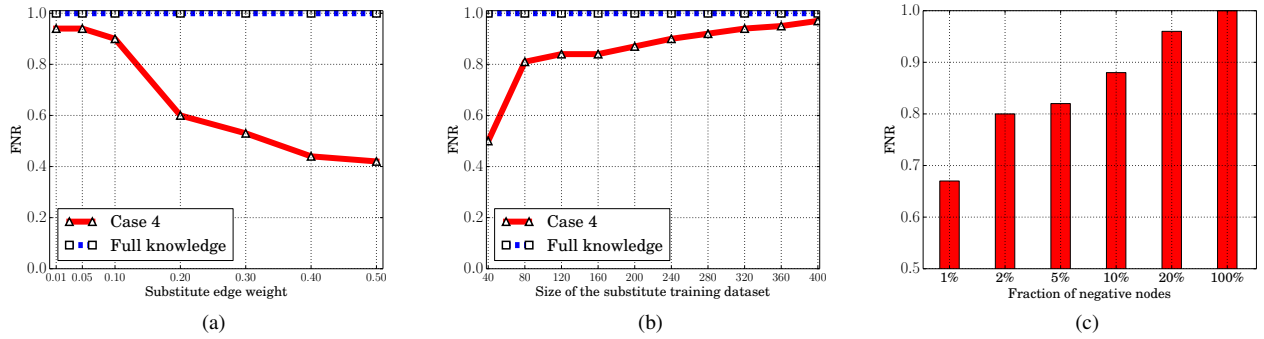 1.0
0.8
0.6
0.4
0.2
0.0
FNR
Case 4
Full knowledge
0.01 0.05 0.10 0.20 0.30 0.40 0.50
Substitute edge weight
(a)
1.0
0.8
0.6
0.4
0.2
0.0
FNR
Case 4
Full knowledge
40 80 120 160 200 240 280 320 360 400
Size of the substitute training dataset
(b)
1.0
0.9
0.8
0.7
0.6
0.5
FNR
1% 2% 5% 10% 20% 100%
Fraction of negative nodes
(c)